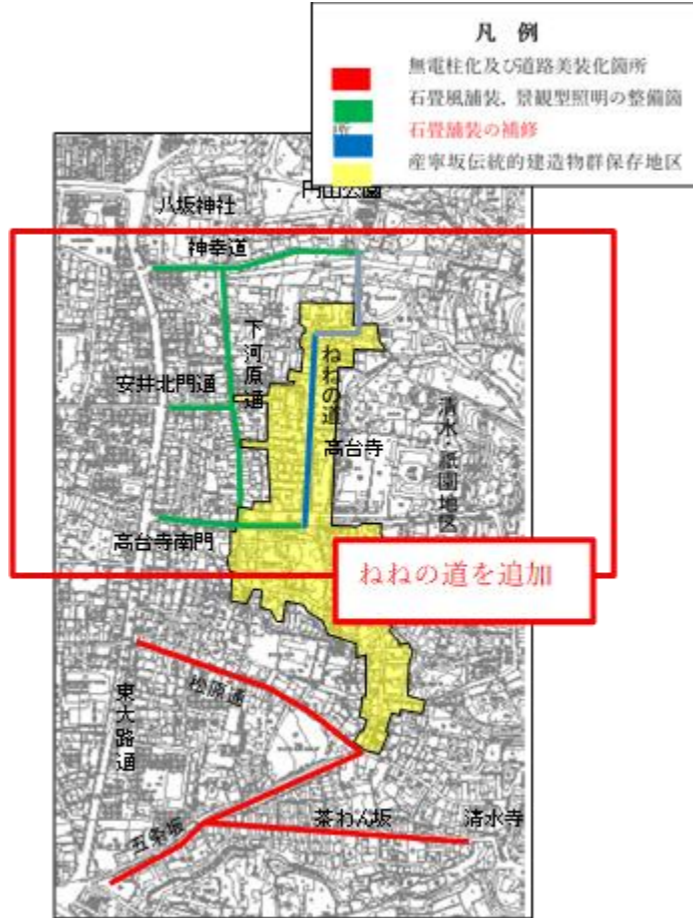 凡 例
無電柱化及び道路美装化箇所
石畳風舗装、景観型照明の整備箇
所
石畳舗装の補修
産寧坂伝統的建造物群保存地区
八坂神社
円山公園
神幸道
下河原通
ねねの道
安井北門通
高台寺
清水・祇園地区
高台寺南門
ねねの道を追加
松原通
東大路通
五条坂
茶わん坂
清水寺